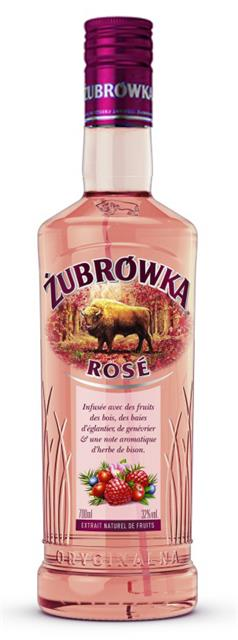 ŻUBRÓWKA
ŻUBRÓWKA
ROSÉ
Infusée avec des fruits
des bois, des baies
d'églantier, de genévrier
& une note aromatique
d'herbe de bison.
700ml 32%vol.
EXTRAIT NATUREL DE FRUITS
ORYGINALNA